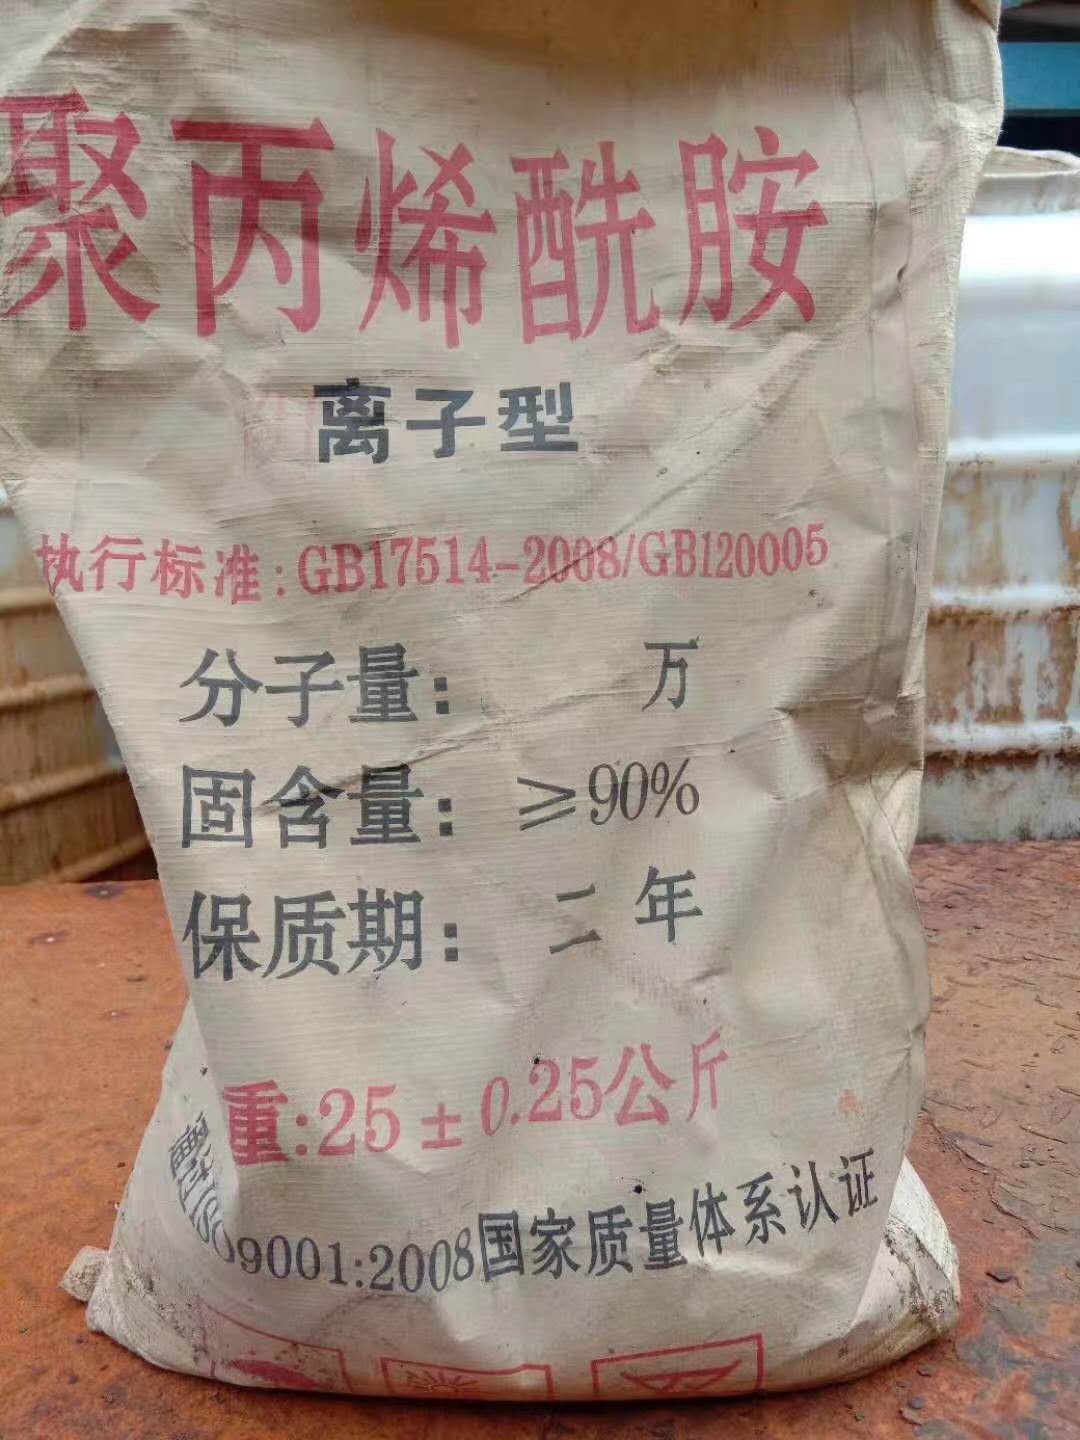 聚丙烯酰胺
离子型
执行标准:GB17514-2008/GB120005
分子量: 万
固含量: ≥90%
保质期: 二年
重:25±0.25公斤
ISO9001:2008国家质量体系认证